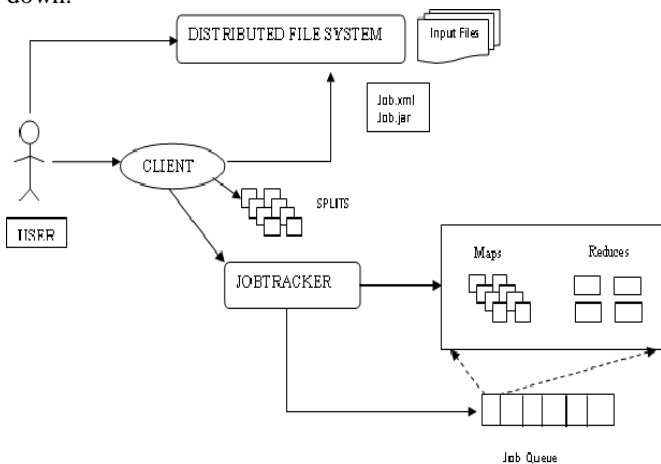 down.
DISTRIBUTED FILE SYSTEM
Input Files
Job.xml
Job.jar
CLIENT
SPLITS
USER
Maps
Reduces
JOBTRACKER
Job Queue